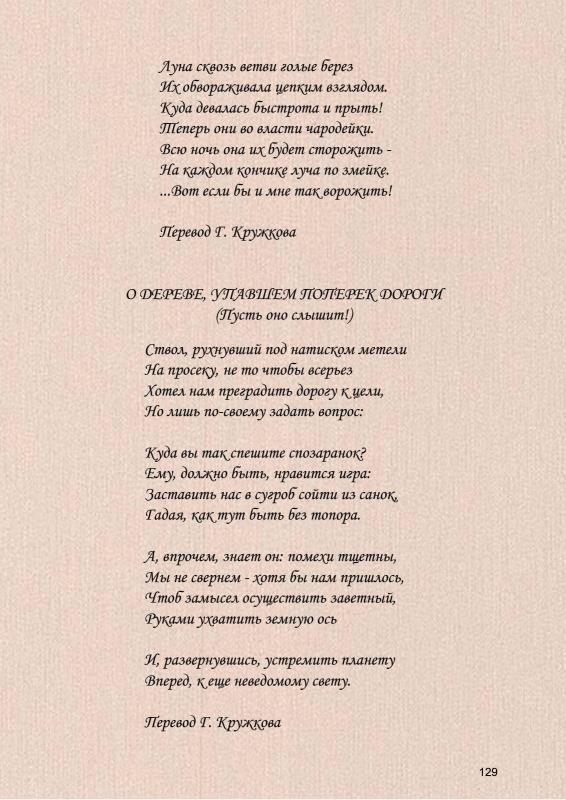 Луна сквозь ветви голые берез
Их обвораживала цепким взглядом.
Куда девалась быстрота и прыть!
Теперь они во власти чародейки.
Всю ночь она их будет сторожить -
На каждом кончике луча по змейке.
...Вот если бы и мне так ворожить!
Перевод Г. Кружкова
О ДЕРЕВЕ, УПАВШЕМ ПОПЕРЕК ДОРОГИ
(Пусть оно слышит!)
Ствол, рухнувший под натиском метели
На просеку, не то чтобы всерьез
Хотел нам преградить дорогу к цели,
Но лишь по-своему задать вопрос:
Куда вы так спешите спозаранок?
Ему, должно быть, нравится игра:
Заставить нас в сугроб сойти из санок,
Гадая, как тут быть без топора.
А, впрочем, знает он: помехи тщетны,
Мы не свернем - хотя бы нам пришлось,
Чтоб замысел осуществить заветный,
Руками ухватить земную ось
И, развернувшись, устремить планету
Вперед, к еще неведомому свету.
Перевод Г. Кружкова
129